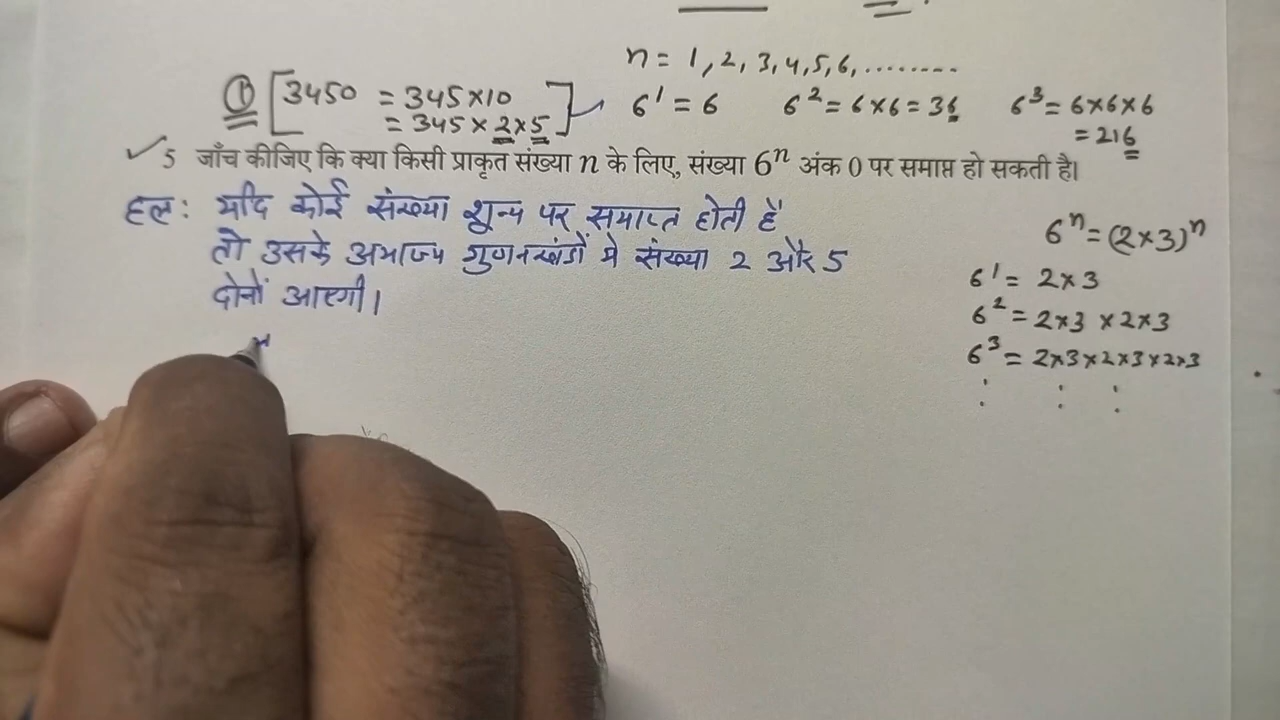 n = 1, 2, 3, 4, 5, 6, ........
① 3450 = 345×10
= 345 × 2 × 5
6¹ = 6 6² = 6×6 = 36 6³ = 6×6×6
= 216
5 जाँच कीजिए कि क्या किसी प्राकृत संख्या n के लिए, संख्या 6ⁿ अंक 0 पर समाप्त हो सकती है।
हल: यदि कोई संख्या शून्य पर समाप्त होती है
तो उसके अभाज्य गुणनखंडों मे संख्या 2 और 5
दोनों आएगी।
6ⁿ = (2×3)ⁿ
6¹ = 2×3
6² = 2×3 × 2×3
6³ = 2×3×2×3×2×3
⋮ ⋮ ⋮